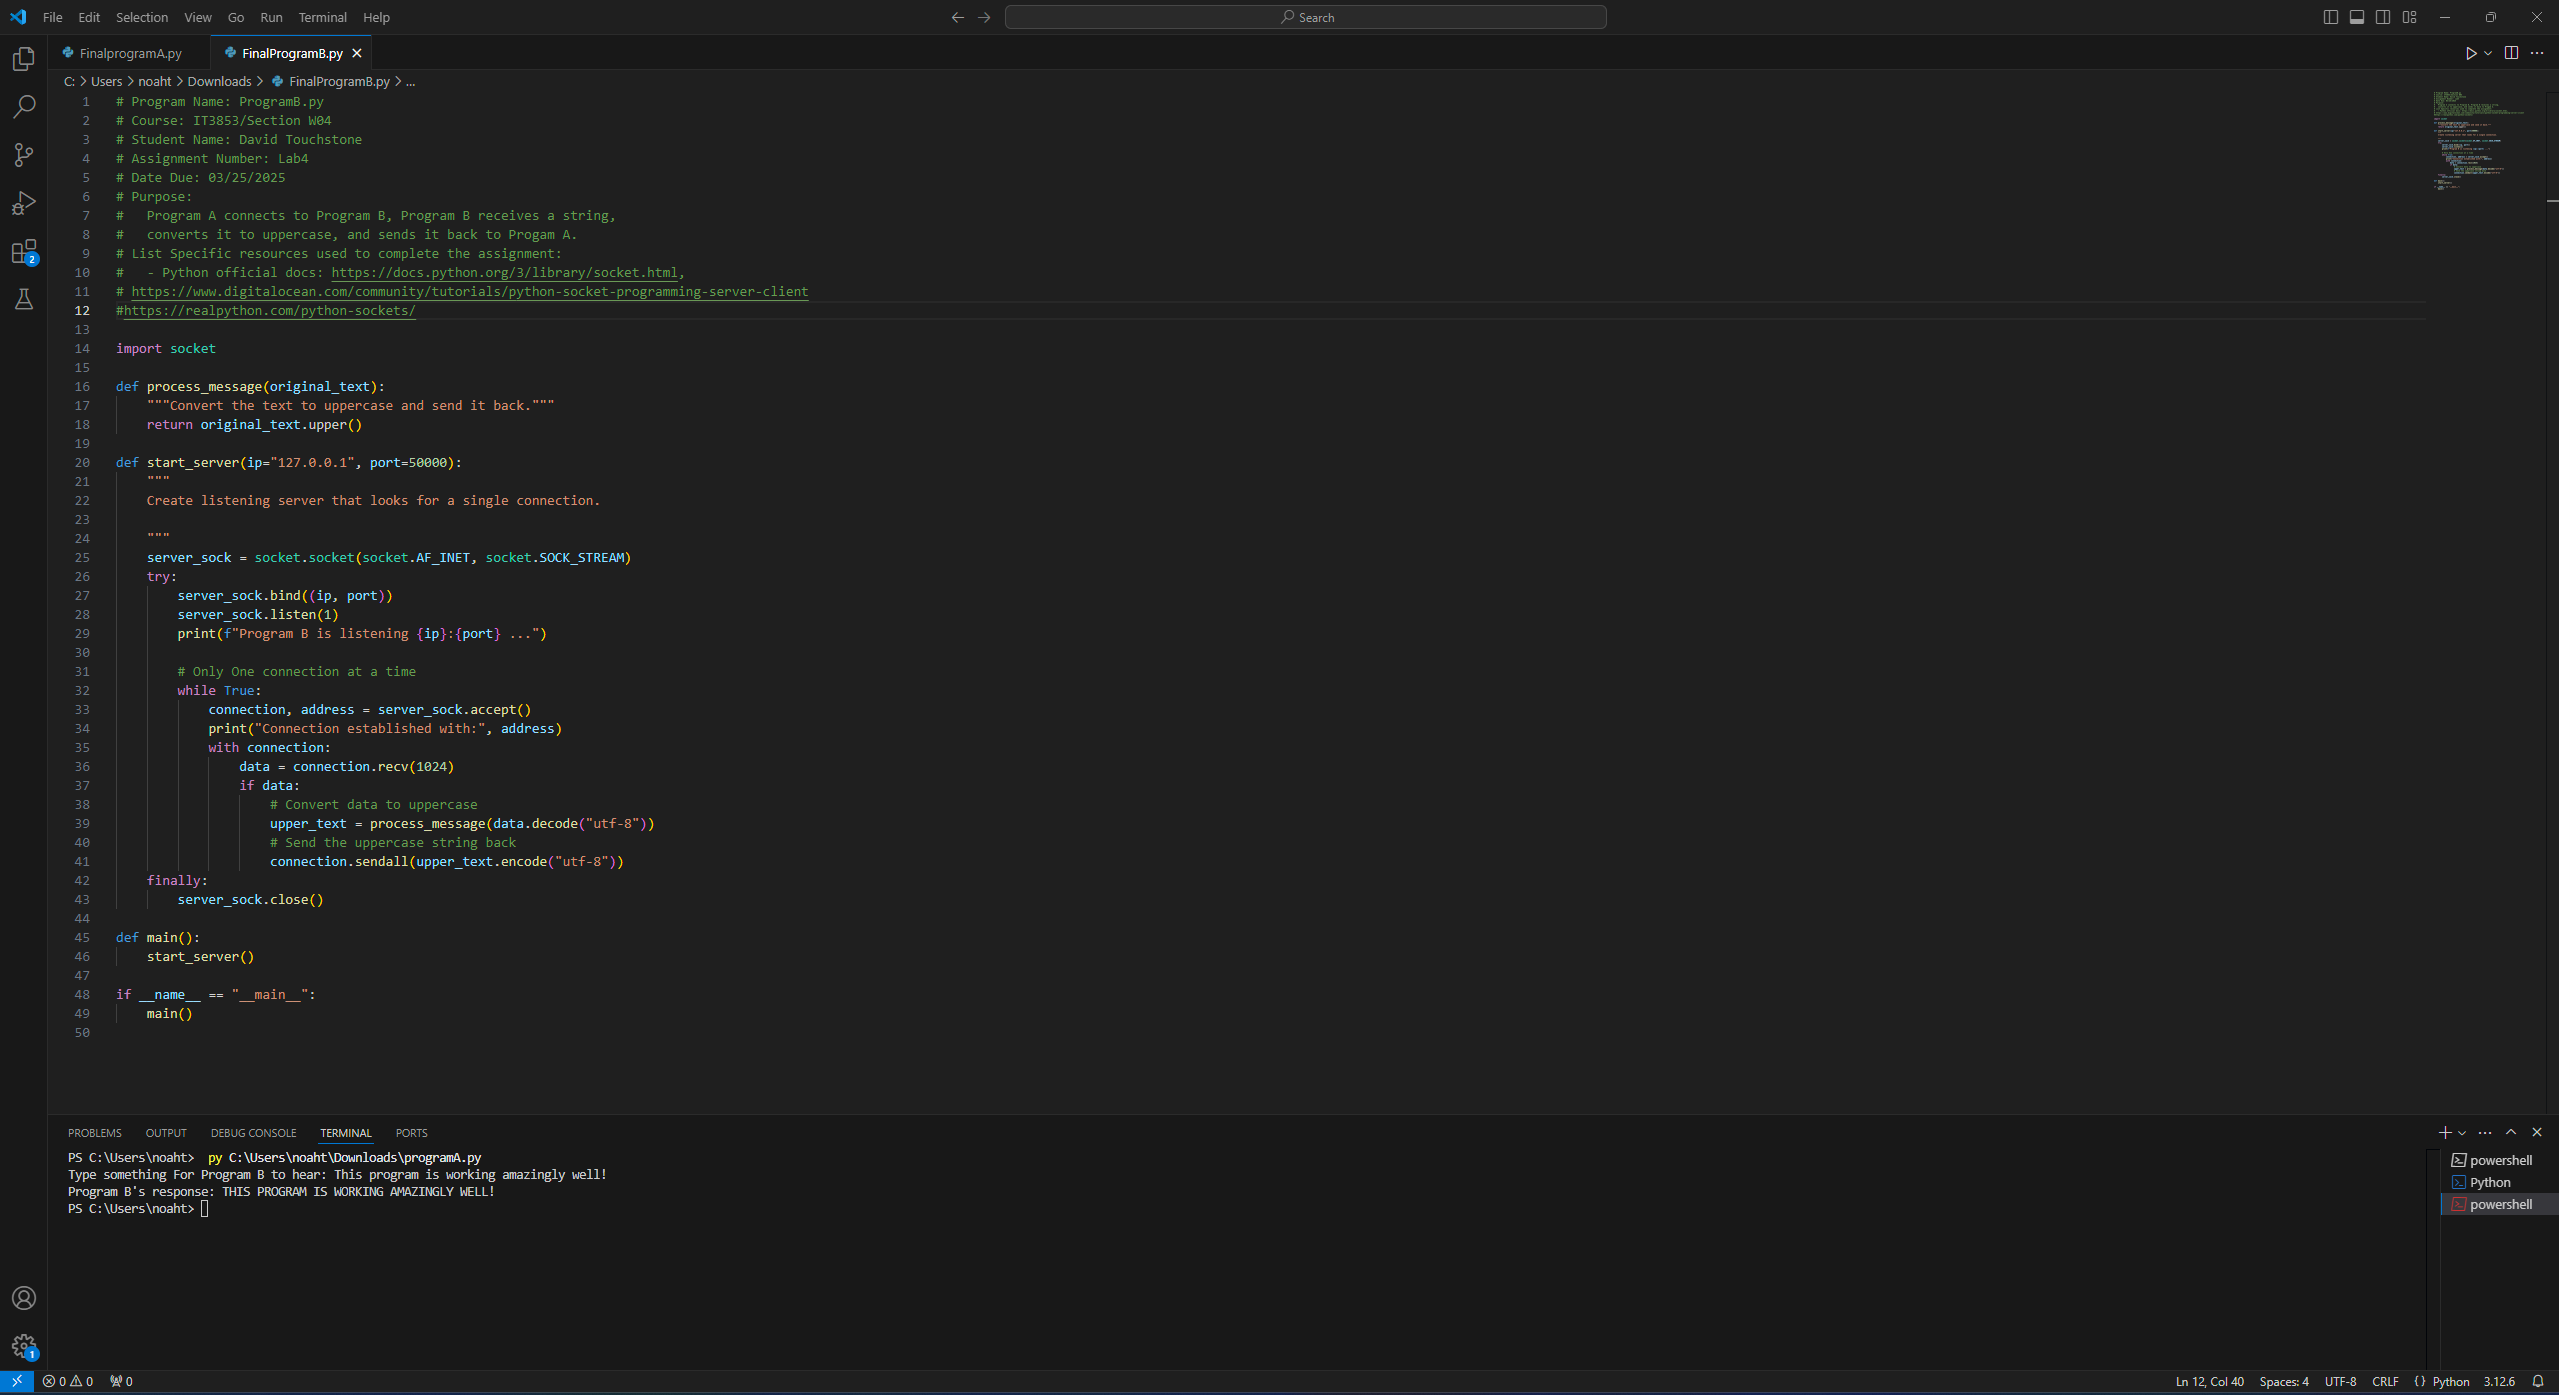 File Edit Selection View Go Run Terminal Help
Search
FinalprogramA.py FinalProgramB.py
C: > Users > noaht > Downloads > FinalProgramB.py > ...
1 # Program Name: ProgramB.py
2 # Course: IT3853/Section W04
3 # Student Name: David Touchstone
4 # Assignment Number: Lab4
5 # Date Due: 03/25/2025
6 # Purpose:
7 #   Program A connects to Program B, Program B receives a string,
8 #   converts it to uppercase, and sends it back to Progam A.
9 # List Specific resources used to complete the assignment:
10 #   - Python official docs: https://docs.python.org/3/library/socket.html,
11 # https://www.digitalocean.com/community/tutorials/python-socket-programming-server-client
12 #https://realpython.com/python-sockets/
13
14 import socket
15
16 def process_message(original_text):
17     """Convert the text to uppercase and send it back."""
18     return original_text.upper()
19
20 def start_server(ip="127.0.0.1", port=50000):
21     """
22     Create listening server that looks for a single connection.
23
24     """
25     server_sock = socket.socket(socket.AF_INET, socket.SOCK_STREAM)
26     try:
27         server_sock.bind((ip, port))
28         server_sock.listen(1)
29         print(f"Program B is listening {ip}:{port} ...")
30
31         # Only One connection at a time
32         while True:
33             connection, address = server_sock.accept()
34             print("Connection established with:", address)
35             with connection:
36                 data = connection.recv(1024)
37                 if data:
38                     # Convert data to uppercase
39                     upper_text = process_message(data.decode("utf-8"))
40                     # Send the uppercase string back
41                     connection.sendall(upper_text.encode("utf-8"))
42     finally:
43         server_sock.close()
44
45 def main():
46     start_server()
47
48 if __name__ == "__main__":
49     main()
50
PROBLEMS OUTPUT DEBUG CONSOLE TERMINAL PORTS
PS C:\Users\noaht>  py C:\Users\noaht\Downloads\programA.py
Type something For Program B to hear: This program is working amazingly well!
Program B's response: THIS PROGRAM IS WORKING AMAZINGLY WELL!
PS C:\Users\noaht>
powershell
Python
powershell
2
1
0 0 0
Ln 12, Col 40 Spaces: 4 UTF-8 CRLF {} Python 3.12.6